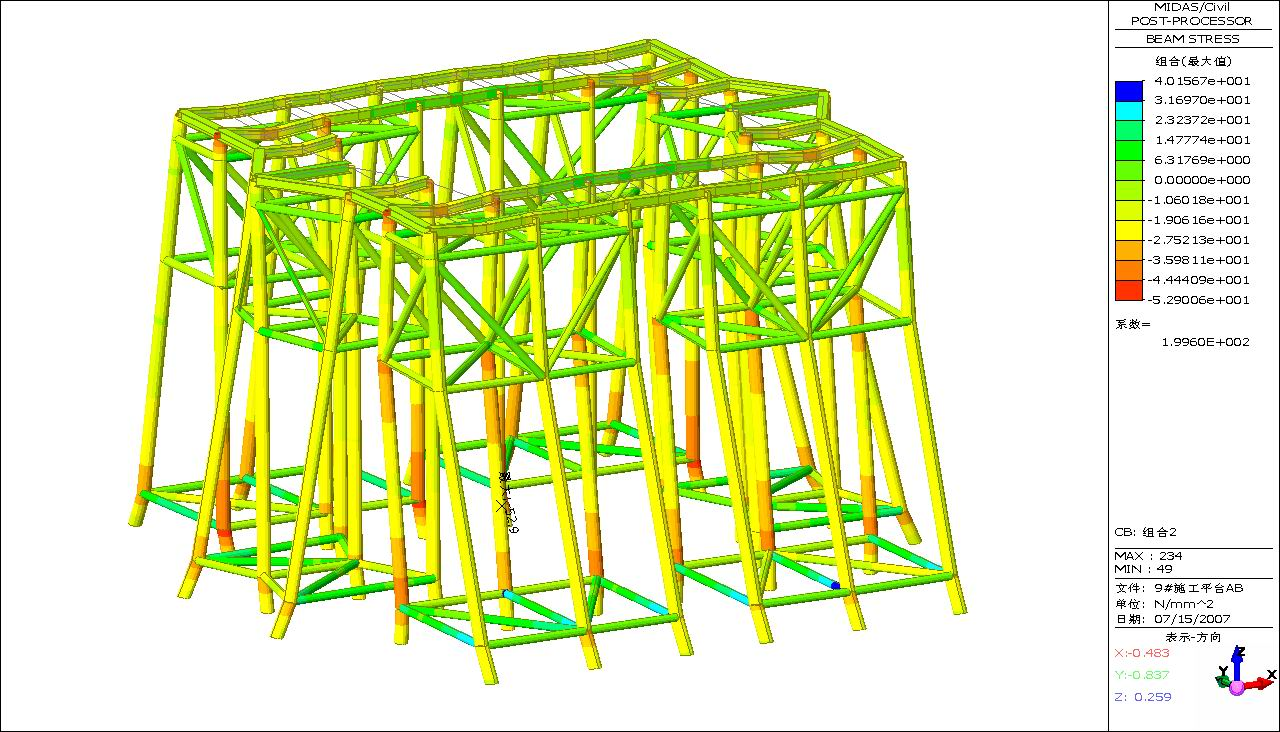 MIDAS/Civil
POST-PROCESSOR
BEAM STRESS
组合(最大值)
4.01567e+001
3.16970e+001
2.32372e+001
1.47774e+001
6.31769e+000
0.00000e+000
-1.06018e+001
-1.90616e+001
-2.75213e+001
-3.59811e+001
-4.44409e+001
-5.29006e+001
系数=
1.9960E+002
CB: 组合2
MAX : 234
MIN : 49
文件: 9#施工平台AB
单位: N/mm^2
日期: 07/15/2007
表示-方向
X:-0.483
Y:-0.837
Z: 0.259
Z
Y
X